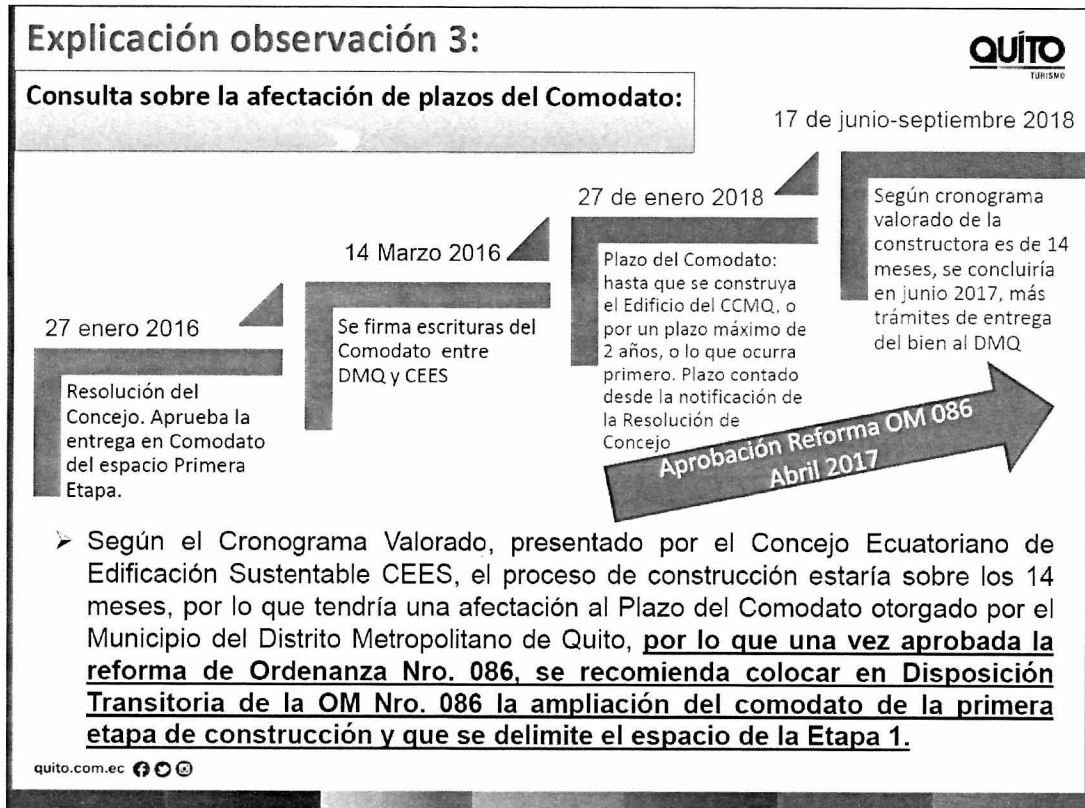 Explicación observación 3:
QUÍTO
TURISMO
Consulta sobre la afectación de plazos del Comodato:
27 enero 2016
Resolución del
Concejo. Aprueba la
entrega en Comodato
del espacio Primera
Etapa.
14 Marzo 2016
Se firma escrituras del
Comodato entre
DMQ y CEES
27 de enero 2018
Plazo del Comodato:
hasta que se construya
el Edificio del CCMQ, o
por un plazo máximo de
2 años, o lo que ocurra
primero. Plazo contado
desde la notificación de
la Resolución de
Concejo
17 de junio-septiembre 2018
Según cronograma
valorado de la
constructora es de 14
meses, se concluiría
en junio 2017, más
trámites de entrega
del bien al DMQ
Aprobación Reforma OM 086
Abril 2017
➢ Según el Cronograma Valorado, presentado por el Concejo Ecuatoriano de
Edificación Sustentable CEES, el proceso de construcción estaría sobre los 14
meses, por lo que tendría una afectación al Plazo del Comodato otorgado por el
Municipio del Distrito Metropolitano de Quito, por lo que una vez aprobada la
reforma de Ordenanza Nro. 086, se recomienda colocar en Disposición
Transitoria de la OM Nro. 086 la ampliación del comodato de la primera
etapa de construcción y que se delimite el espacio de la Etapa 1.
quito.com.ec